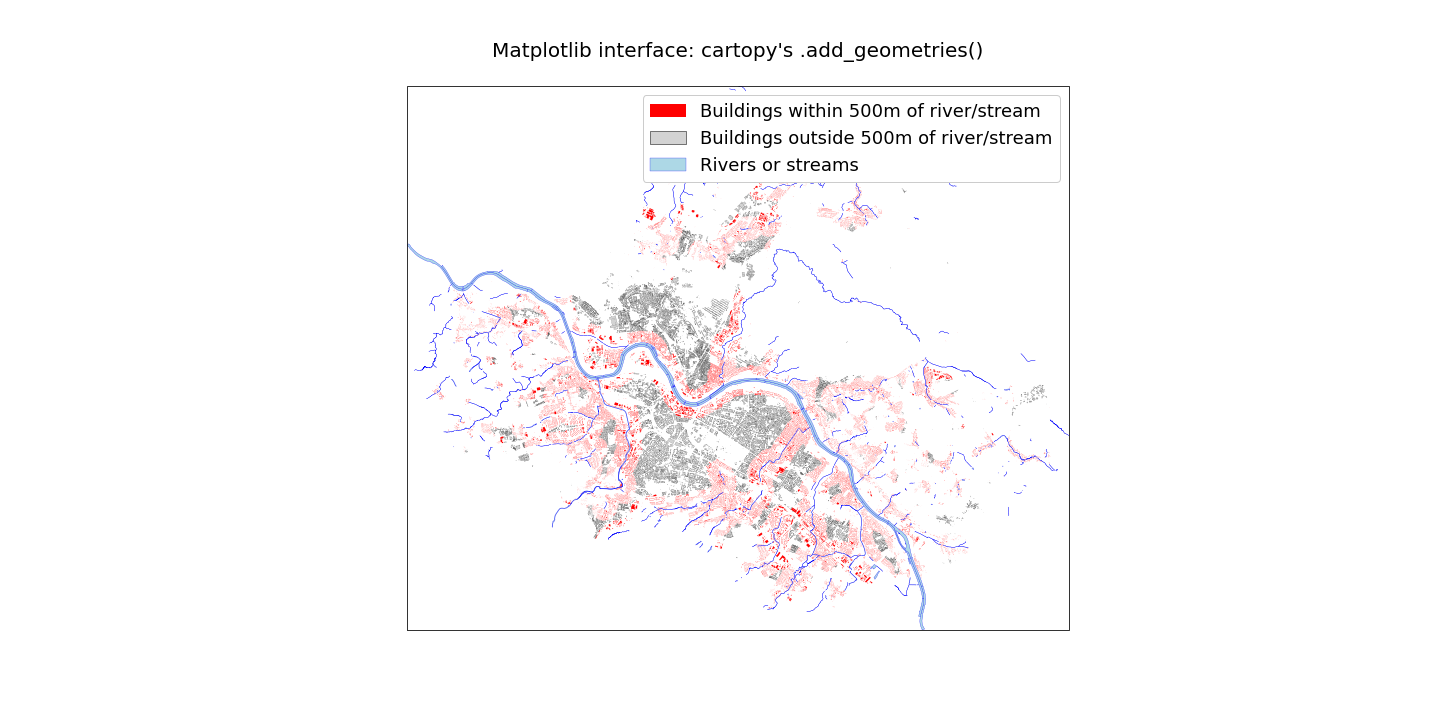 Matplotlib interface: cartopy's .add_geometries()
Buildings within 500m of river/stream
Buildings outside 500m of river/stream
Rivers or streams